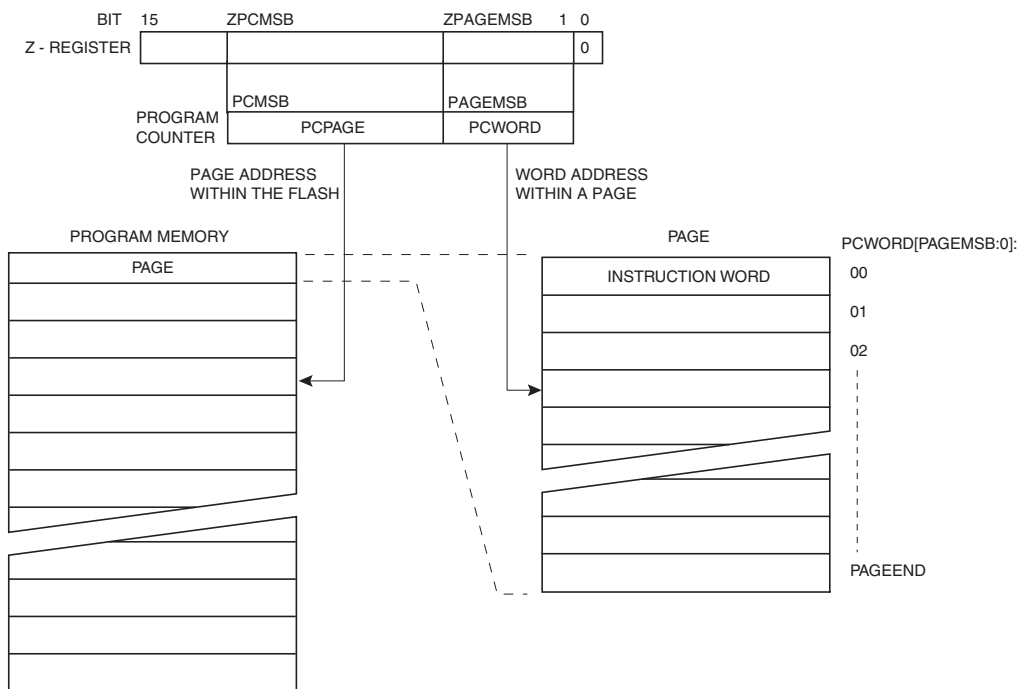 BIT 15 ZPCMSB ZPAGEMSB 1 0
Z - REGISTER 0
PCMSB PAGEMSB
PROGRAM
COUNTER
PCPAGE PCWORD
PAGE ADDRESS
WITHIN THE FLASH
WORD ADDRESS
WITHIN A PAGE
PROGRAM MEMORY
PAGE
PAGE
PCWORD[PAGEMSB:0]:
INSTRUCTION WORD 00
01
02
PAGEEND